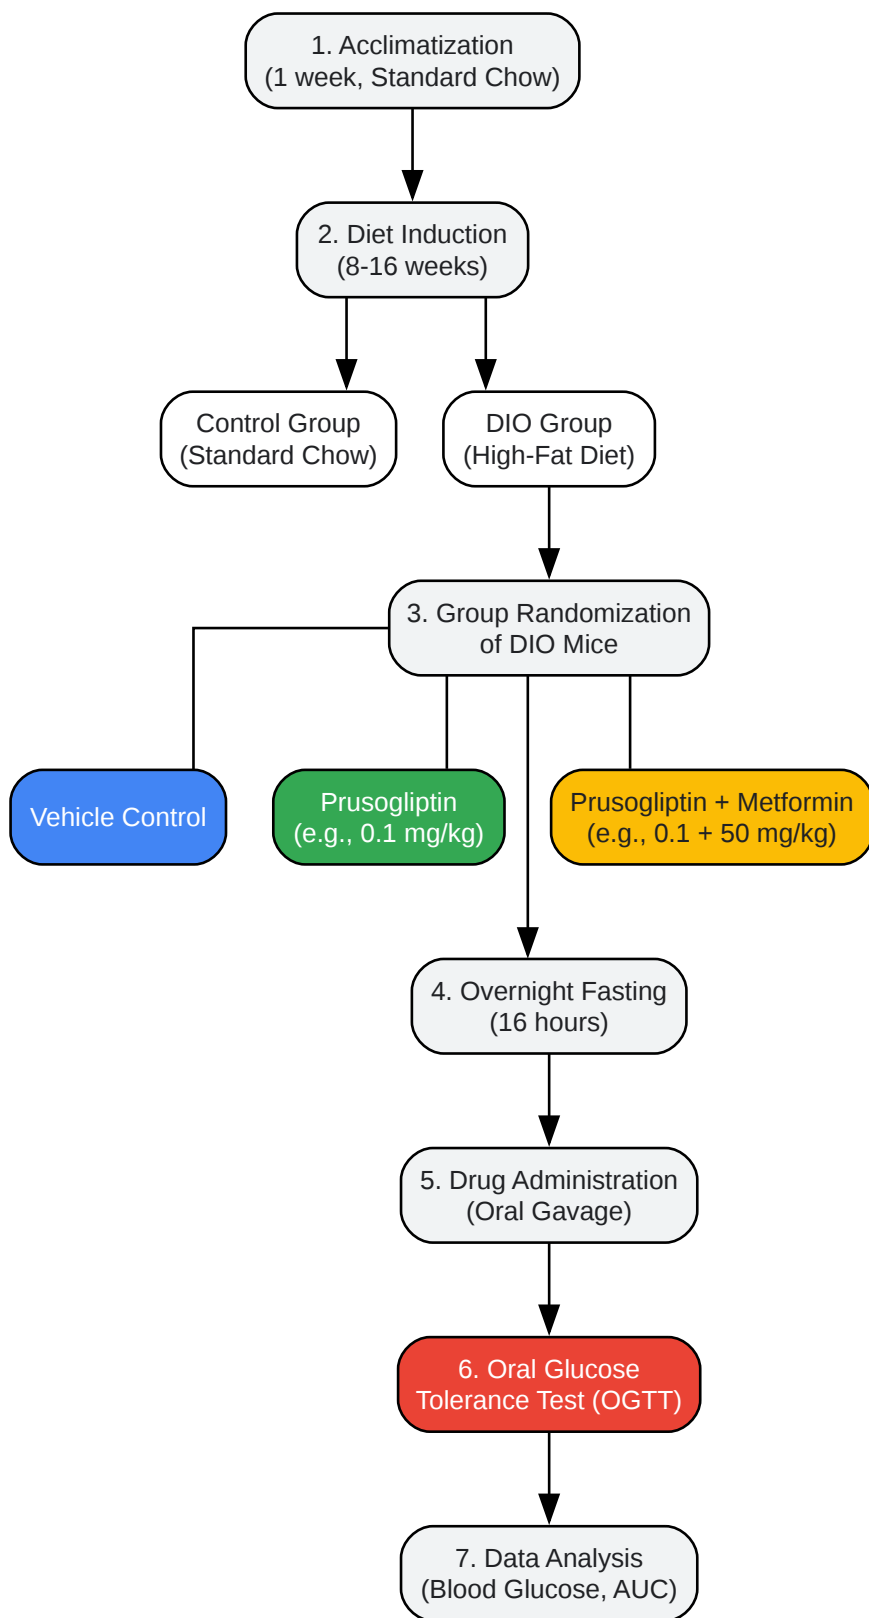 1. Acclimatization
(1 week, Standard Chow)
2. Diet Induction
(8-16 weeks)
Control Group
(Standard Chow)
DIO Group
(High-Fat Diet)
3. Group Randomization
of DIO Mice
Vehicle Control
Prusogliptin
(e.g., 0.1 mg/kg)
Prusogliptin + Metformin
(e.g., 0.1 + 50 mg/kg)
4. Overnight Fasting
(16 hours)
5. Drug Administration
(Oral Gavage)
6. Oral Glucose
Tolerance Test (OGTT)
7. Data Analysis
(Blood Glucose, AUC)